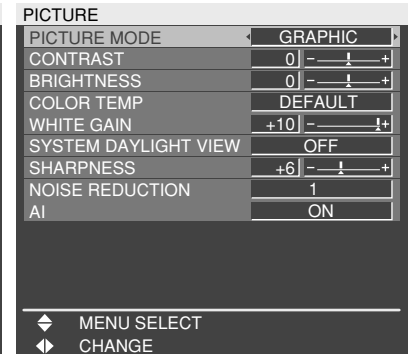 PICTURE
PICTURE MODE GRAPHIC
CONTRAST 0 - +
BRIGHTNESS 0 - +
COLOR TEMP DEFAULT
WHITE GAIN +10 - +
SYSTEM DAYLIGHT VIEW OFF
SHARPNESS +6 - +
NOISE REDUCTION 1
AI ON
MENU SELECT
CHANGE